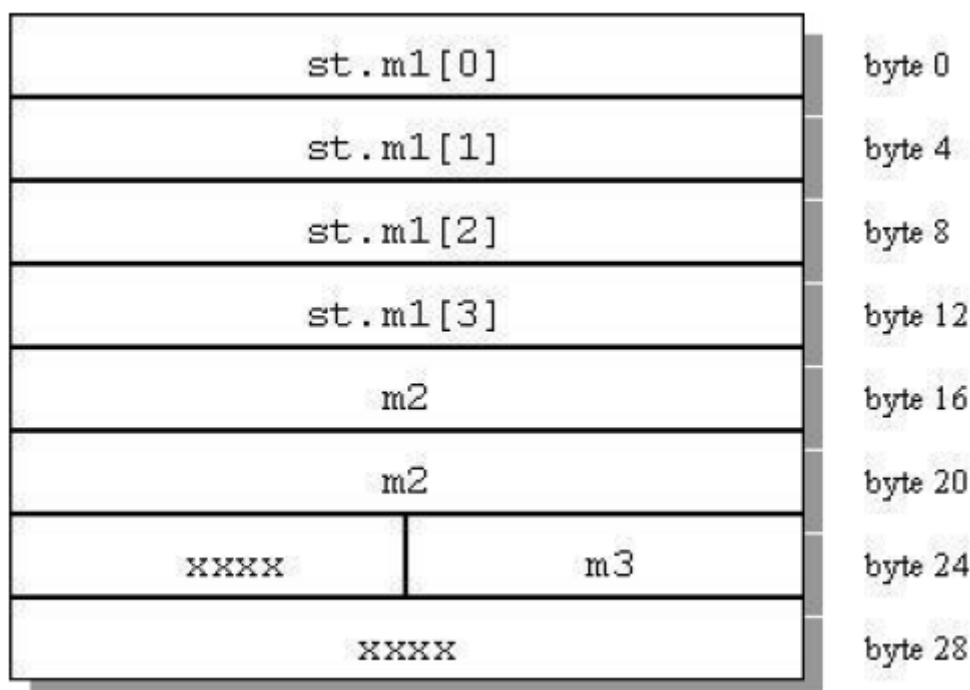 st.m1[0] byte 0
st.m1[1] byte 4
st.m1[2] byte 8
st.m1[3] byte 12
m2 byte 16
m2 byte 20
xxxx m3 byte 24
xxxx byte 28